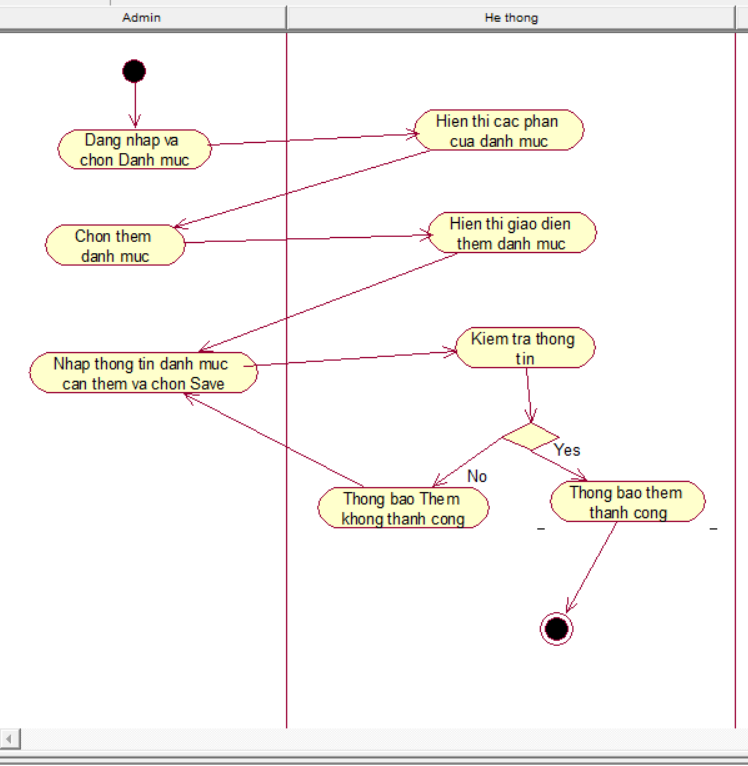 Admin
He thong
Dang nhap va
chon Danh muc
Hien thi cac phan
cua danh muc
Chon them
danh muc
Hien thi giao dien
them danh muc
Nhap thong tin danh muc
can them va chon Save
Kiem tra thong
tin
Yes
No
Thong bao Them
khong thanh cong
Thong bao them
thanh cong